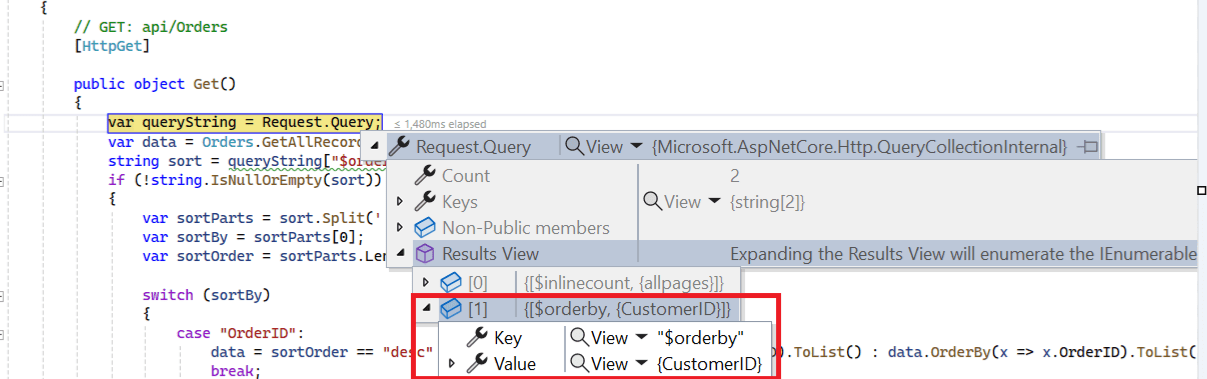 {
// GET: api/Orders
[HttpGet]
public object Get()
{
var queryString = Request.Query; ≤ 1,480ms elapsed
var data = Orders.GetAllRecord
Request.Query View {Microsoft.AspNetCore.Http.QueryCollectionInternal}
string sort = queryString["$orde
if (!string.IsNullOrEmpty(sort)) Count 2
{ Keys View {string[2]}
var sortParts = sort.Split(' Non-Public members
var sortBy = sortParts[0];
var sortOrder = sortParts.Len Results View Expanding the Results View will enumerate the IEnumerable
[0] {[$inlinecount, {allpages}]}
switch (sortBy) [1] {[$orderby, {CustomerID}]}
{ Key View "$orderby"
case "OrderID":
data = sortOrder == "desc" Value View {CustomerID} ).ToList() : data.OrderBy(x => x.OrderID).ToList(
break;